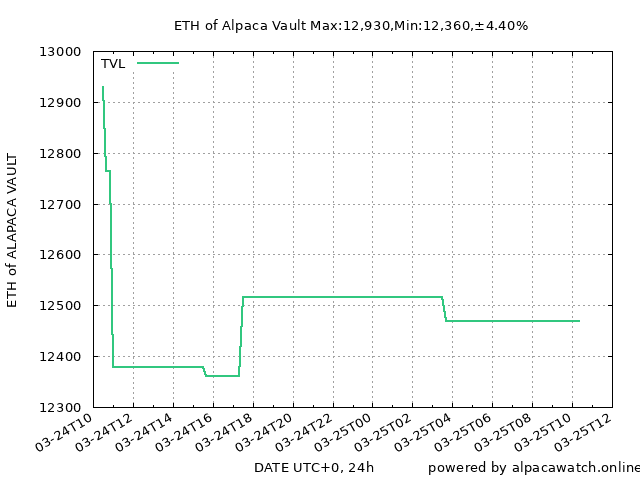 ETH of Alpaca Vault Max:12,930,Min:12,360,±4.40%
TVL
13000
12900
12800
12700
12600
12500
12400
12300
ETH of ALAPACA VAULT
03-24T10
03-24T12
03-24T14
03-24T16
03-24T18
03-24T20
03-24T22
03-25T00
03-25T02
03-25T04
03-25T06
03-25T08
03-25T10
03-25T12
DATE UTC+0, 24h
powered by alpacawatch.online